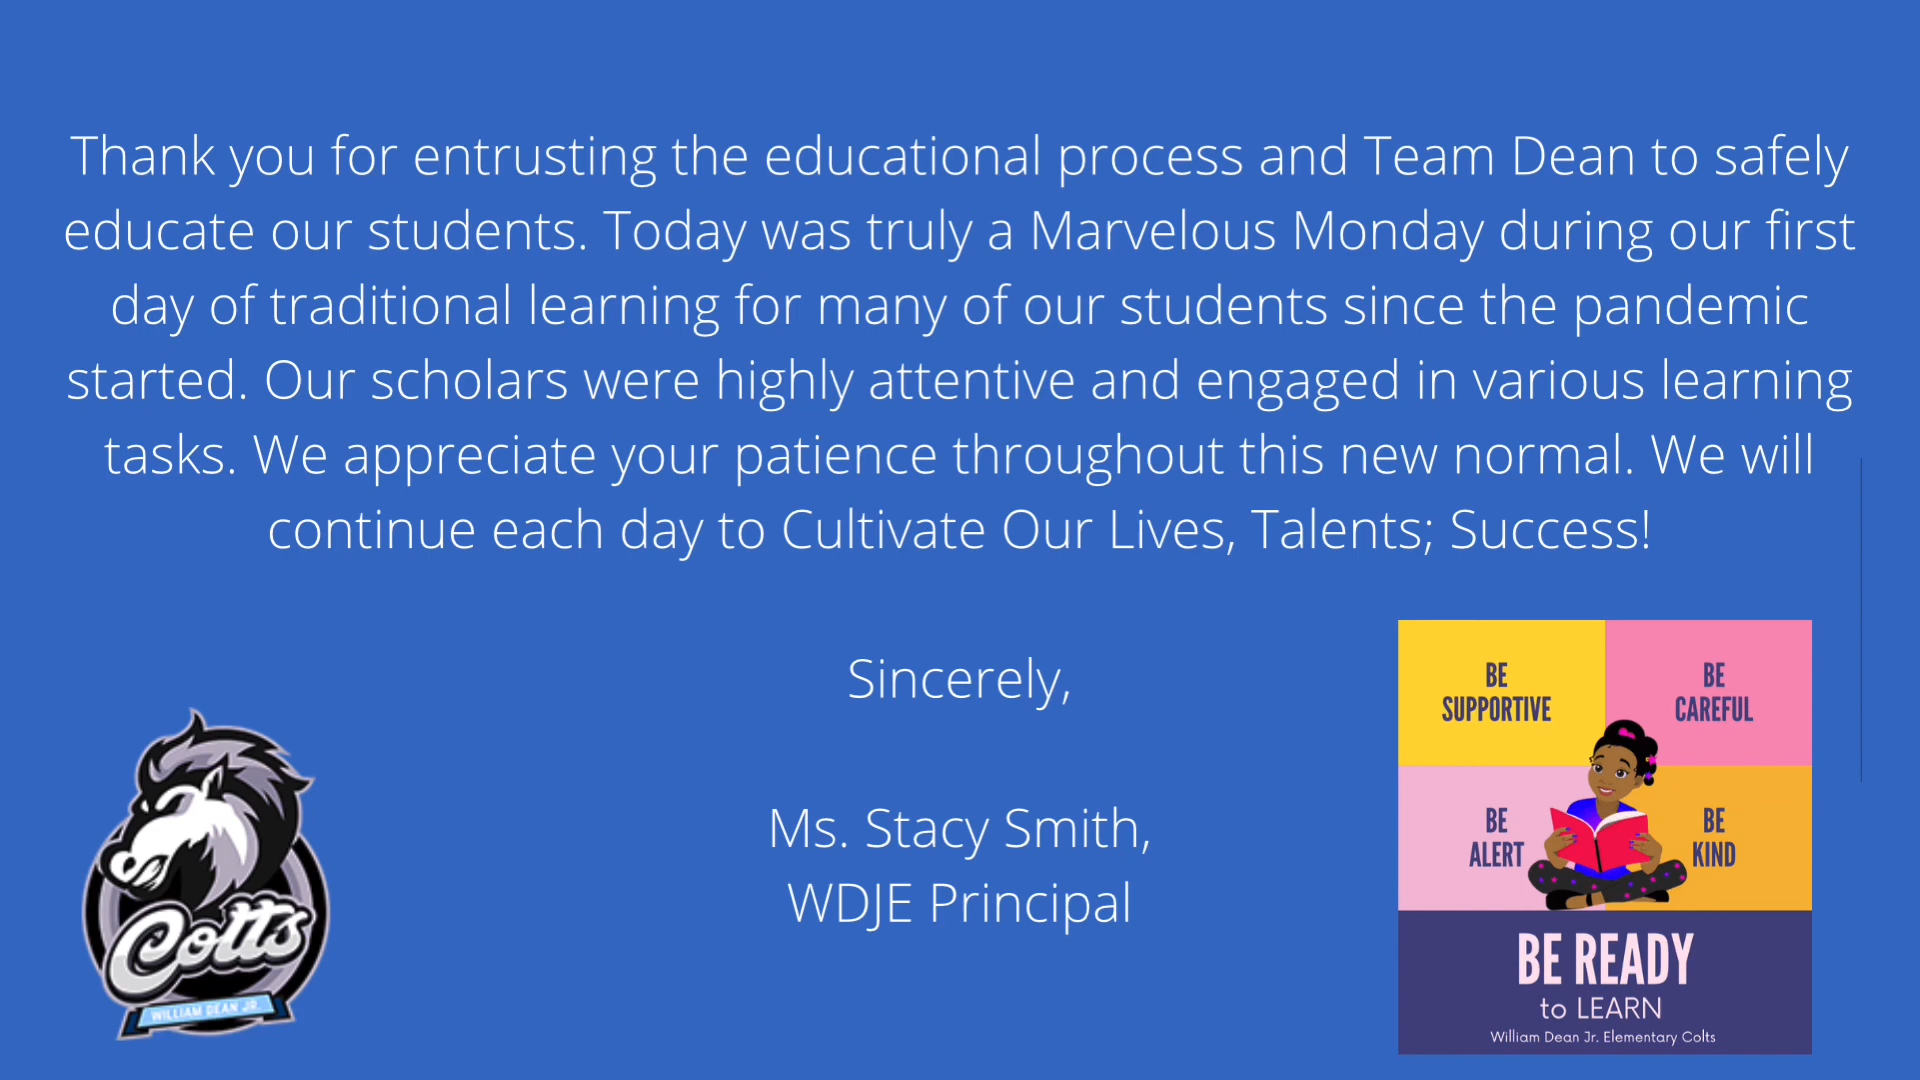 Thank you for entrusting the educational process and Team Dean to safely
educate our students. Today was truly a Marvelous Monday during our first
day of traditional learning for many of our students since the pandemic
started. Our scholars were highly attentive and engaged in various learning
tasks. We appreciate your patience throughout this new normal. We will
continue each day to Cultivate Our Lives, Talents; Success!
Sincerely,
Ms. Stacy Smith,
WDJE Principal
Colts
WILLIAM DEAN JR.
BE
SUPPORTIVE
BE
CAREFUL
BE
ALERT
BE
KIND
BE READY
to LEARN
William Dean Jr. Elementary Colts